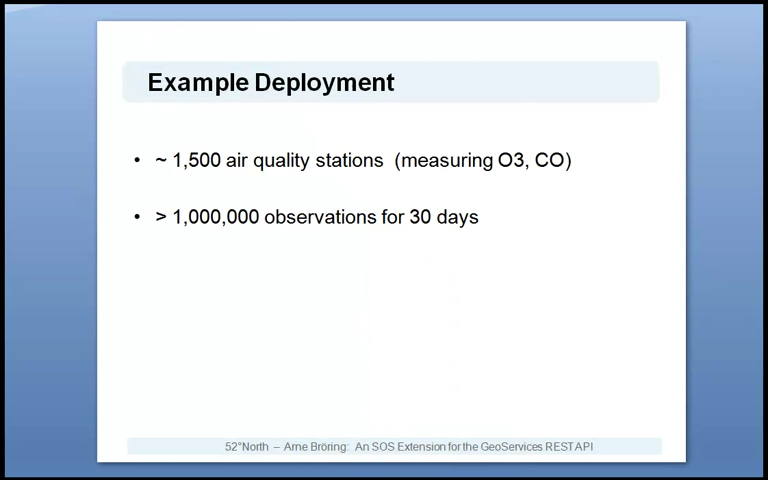 Example Deployment
• ~ 1,500 air quality stations (measuring O3, CO)
• > 1,000,000 observations for 30 days
52°North – Arne Bröring: An SOS Extension for the GeoServices REST API